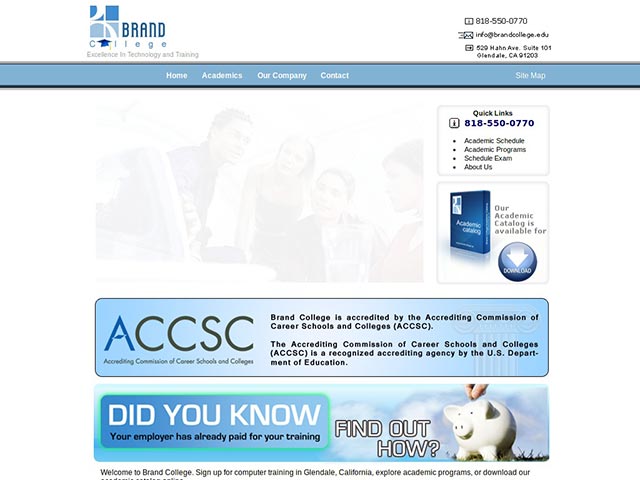 BRAND
College
Excellence In Technology and Training
818-550-0770
info@brandcollege.edu
529 Hahn Ave. Suite 101
Glendale, CA 91203
Home Academics Our Company Contact Site Map
Quick Links
818-550-0770
Academic Schedule
Academic Programs
Schedule Exam
About Us
Academic
catalog
Our
Academic
Catalog is
available for
DOWNLOAD
ACCSC
Accrediting Commission of Career Schools and Colleges
Brand College is accredited by the Accrediting Commission of
Career Schools and Colleges (ACCSC).
The Accrediting Commission of Career Schools and Colleges
(ACCSC) is a recognized accrediting agency by the U.S. Depart-
ment of Education.
DID YOU KNOW
Your employer has already paid for your training
FIND OUT
HOW?
Welcome to Brand College. Sign up for computer training in Glendale, California, explore academic programs, or download our
academic catalog online.